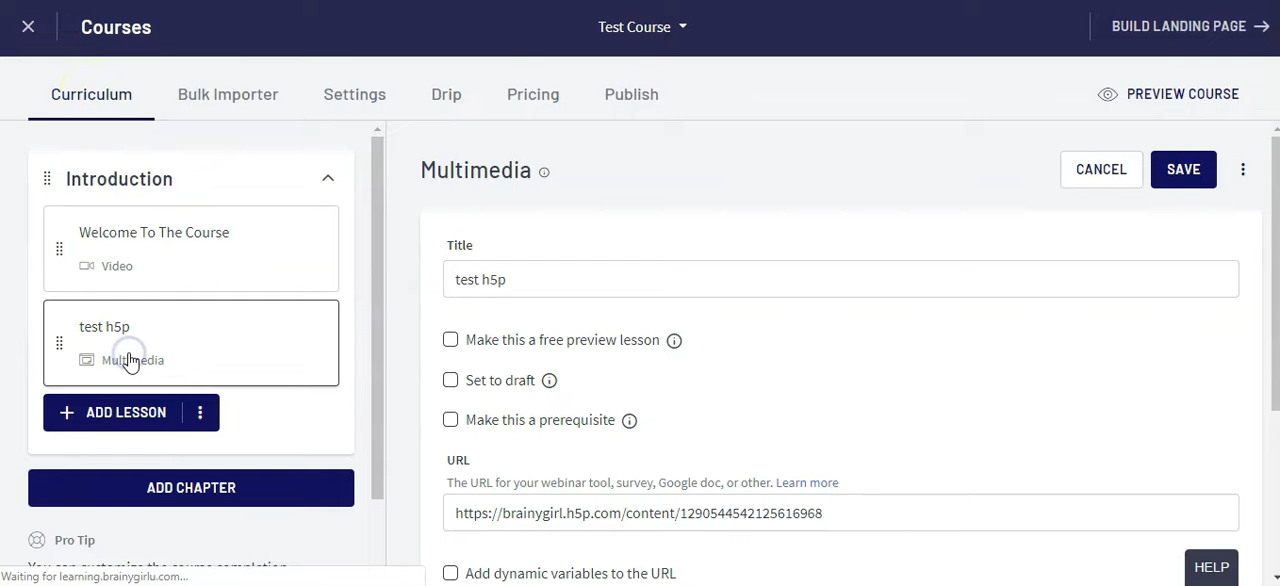 Courses
Test Course
BUILD LANDING PAGE
Curriculum
Bulk Importer
Settings
Drip
Pricing
Publish
PREVIEW COURSE
Introduction
Welcome To The Course
Video
test h5p
Multimedia
ADD LESSON
ADD CHAPTER
Pro Tip
You can customize the course completion
Waiting for learning.brainygirlu.com...
Multimedia
CANCEL
SAVE
Title
test h5p
Make this a free preview lesson
Set to draft
Make this a prerequisite
URL
The URL for your webinar tool, survey, Google doc, or other. Learn more
https://brainygirl.h5p.com/content/1290544542125616968
Add dynamic variables to the URL
HELP